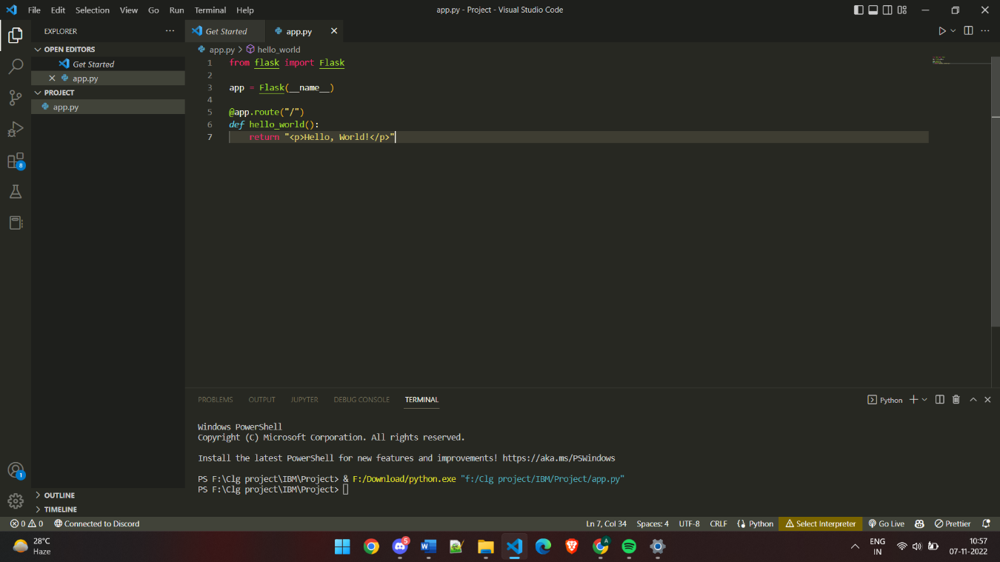 File Edit Selection View Go Run Terminal Help
app.py - Project - Visual Studio Code
EXPLORER
Get Started
app.py
OPEN EDITORS
Get Started
app.py
PROJECT
app.py
app.py > hello_world
1 from flask import Flask
2
3 app = Flask(__name__)
4
5 @app.route("/")
6 def hello_world():
7 return "<p>Hello, World!</p>"
8
1
OUTLINE
TIMELINE
PROBLEMS OUTPUT JUPYTER DEBUG CONSOLE TERMINAL
Python
Windows PowerShell
Copyright (C) Microsoft Corporation. All rights reserved.
Install the latest PowerShell for new features and improvements! https://aka.ms/PSWindows
PS F:\Clg project\IBM\Project> & F:/Download/python.exe "f:/Clg project/IBM/Project/app.py"
PS F:\Clg project\IBM\Project>
0 0 Connected to Discord
Ln 7, Col 34 Spaces: 4 UTF-8 CRLF Python Select Interpreter Go Live Prettier
28°C
Haze
5
W
A
ENG
IN
10:57
07-11-2022